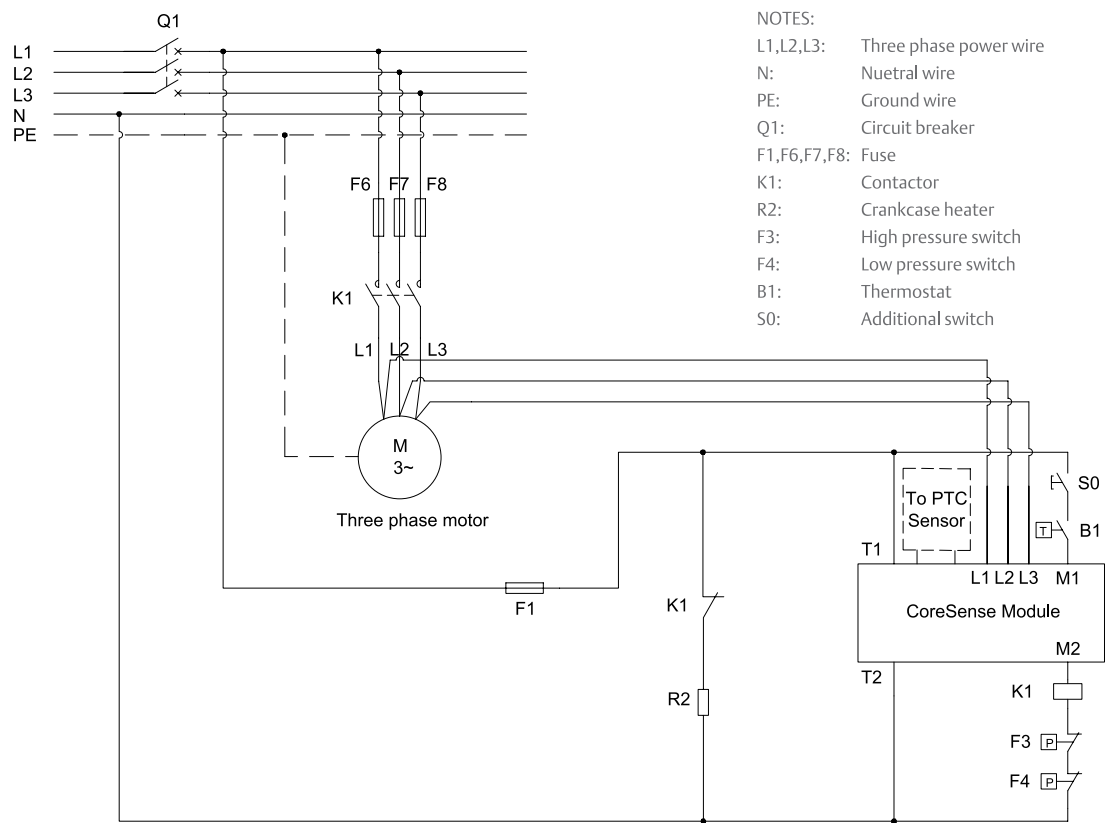 Q1
L1
L2
L3
N
PE
NOTES:
L1,L2,L3: Three phase power wire
N: Nuetral wire
PE: Ground wire
Q1: Circuit breaker
F1,F6,F7,F8: Fuse
K1: Contactor
R2: Crankcase heater
F3: High pressure switch
F4: Low pressure switch
B1: Thermostat
S0: Additional switch
F6 F7 F8
K1
L1 L2 L3
M
3~
Three phase motor
F1
K1
R2
To PTC
Sensor
S0
T B1
T1
L1 L2 L3 M1
CoreSense Module
M2
T2
K1
F3 P
F4 P